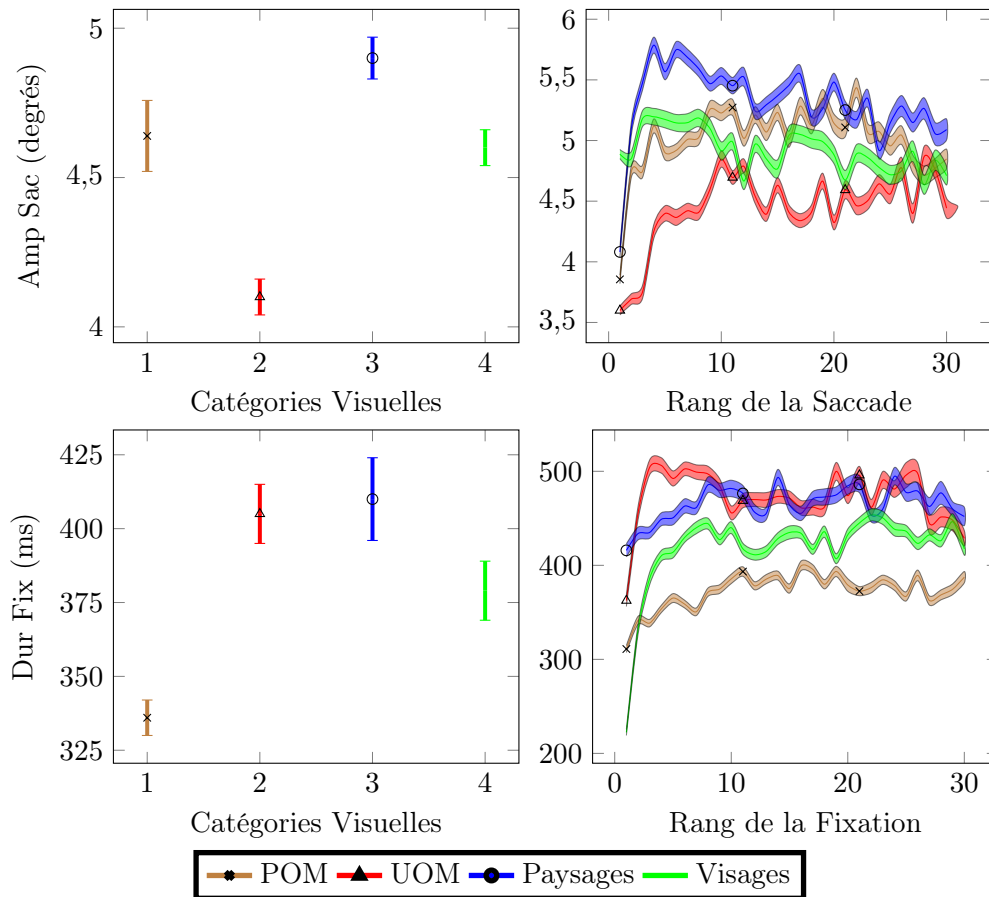 Amp Sac (degrés)
5
4.5
4
1 2 3 4
Catégories Visuelles
6
5,5
5
4,5
4
3,5
0 10 20 30
Rang de la Saccade
Dur Fix (ms)
425
400
375
350
325
1 2 3 4
Catégories Visuelles
500
400
300
200
0 10 20 30
Rang de la Fixation
POM UOM Paysages Visages